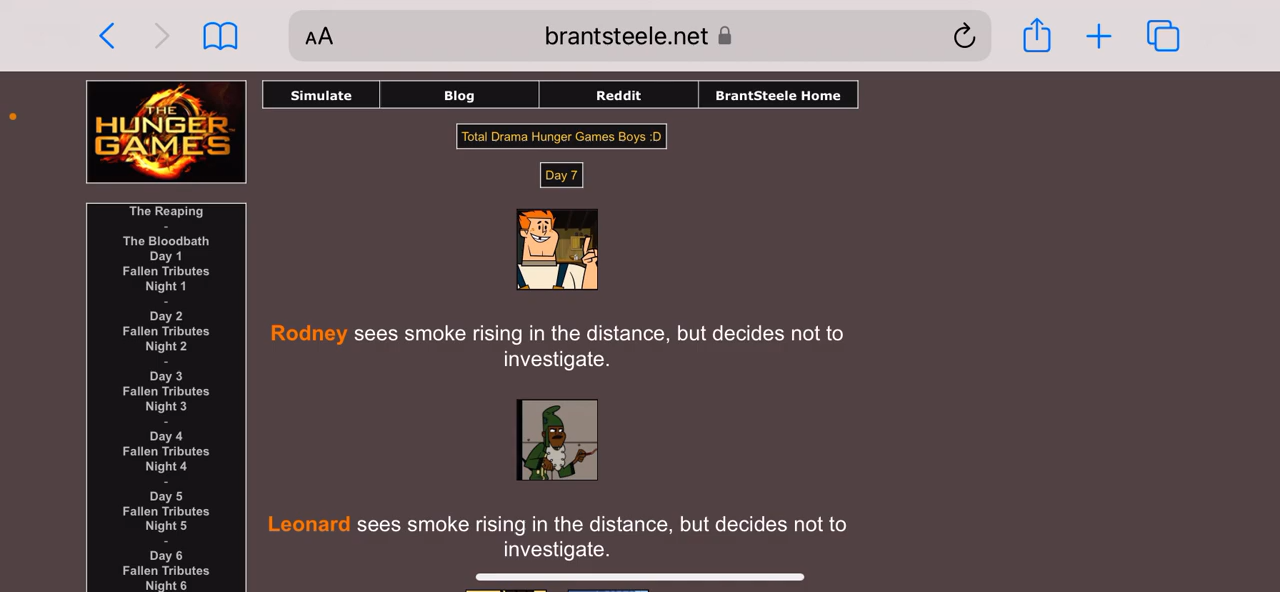 AA brantsteele.net
THE
HUNGER
GAMES
Simulate Blog Reddit BrantSteele Home
Total Drama Hunger Games Boys :D
Day 7
The Reaping
-
The Bloodbath
Day 1
Fallen Tributes
Night 1
-
Day 2
Fallen Tributes
Night 2
-
Day 3
Fallen Tributes
Night 3
-
Day 4
Fallen Tributes
Night 4
-
Day 5
Fallen Tributes
Night 5
-
Day 6
Fallen Tributes
Night 6
Rodney sees smoke rising in the distance, but decides not to
investigate.
Leonard sees smoke rising in the distance, but decides not to
investigate.